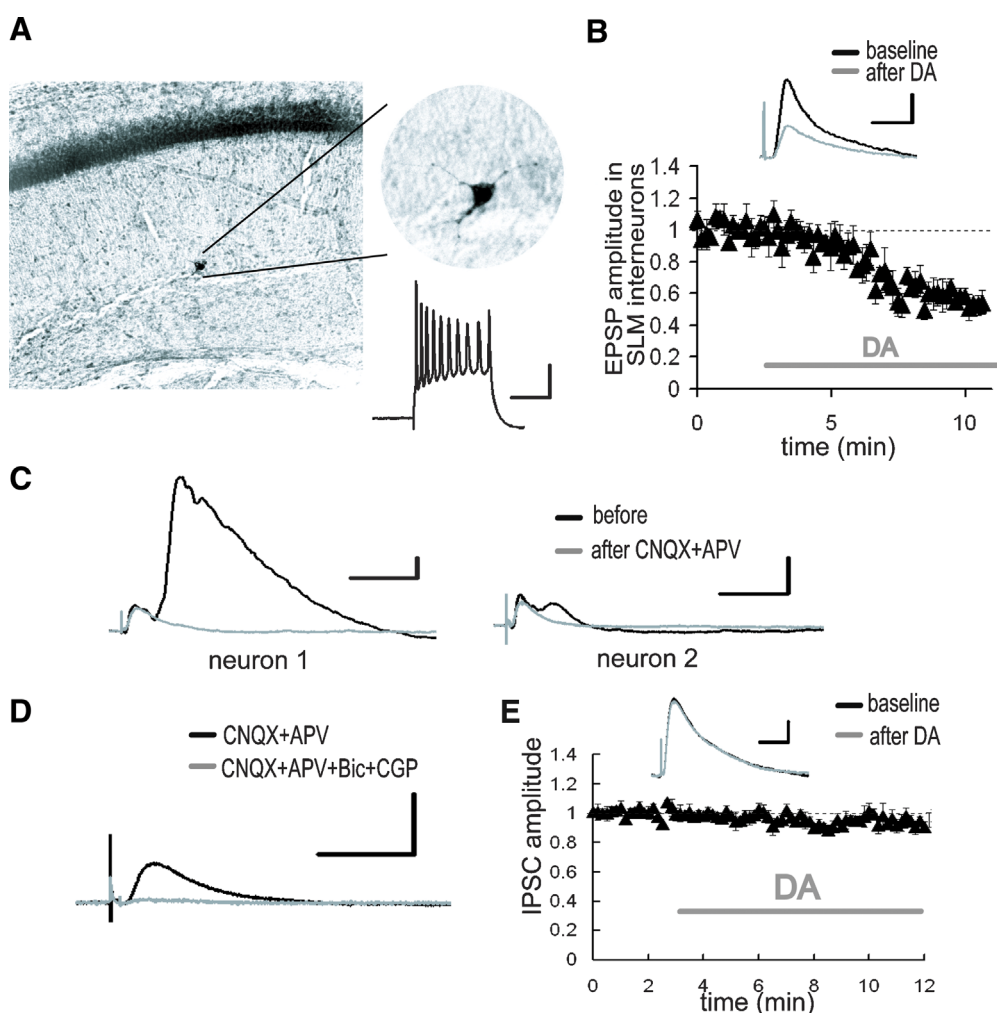 A
B
baseline
after DA
EPSP amplitude in
SLM interneurons
1.4
1.2
1
0.8
0.6
0.4
0.2
0
DA
0
5
10
time (min)
C
before
after CNQX+APV
neuron 1
neuron 2
D
CNQX+APV
CNQX+APV+Bic+CGP
E
baseline
after DA
IPSC amplitude
1.4
1.2
1
0.8
0.6
0.4
0.2
0
DA
0
2
4
6
8
10
12
time (min)